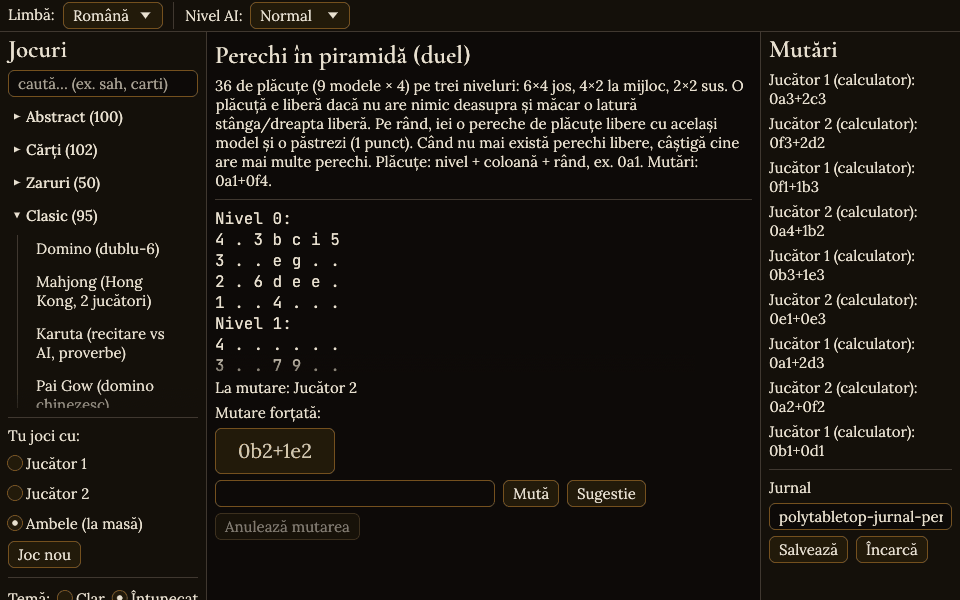 Limbă: Română ▼ Nivel AI: Normal ▼
Jocuri
caută... (ex. sah, carti)
▸ Abstract (100)
▸ Cărți (102)
▸ Zaruri (50)
▾ Clasic (95)
Domino (dublu-6)
Mahjong (Hong
Kong, 2 jucători)
Karuta (recitare vs
AI, proverbe)
Pai Gow (domino
chinezesc)
Tu joci cu:
Jucător 1
Jucător 2
Ambele (la masă)
Joc nou
Temă: Clar Întunecat
Perechi în piramidă (duel)
36 de plăcuțe (9 modele × 4) pe trei niveluri: 6×4 jos, 4×2 la mijloc, 2×2 sus. O
plăcuță e liberă dacă nu are nimic deasupra și măcar o latură
stânga/dreapta liberă. Pe rând, iei o pereche de plăcuțe libere cu același
model și o păstrezi (1 punct). Când nu mai există perechi libere, câștigă cine
are mai multe perechi. Plăcuțe: nivel + coloană + rând, ex. 0a1. Mutări:
0a1+0f4.
Nivel 0:
4 . 3 b c i 5
3 . . e g . .
2 . 6 d e e .
1 . . 4 . . .
Nivel 1:
4 . . . . . .
3 . . 7 9 . .
La mutare: Jucător 2
Mutare forțată:
0b2+1e2
Mută Sugestie
Anulează mutarea
Mutări
Jucător 1 (calculator):
0a3+2c3
Jucător 2 (calculator):
0f3+2d2
Jucător 1 (calculator):
0f1+1b3
Jucător 2 (calculator):
0a4+1b2
Jucător 1 (calculator):
0b3+1e3
Jucător 2 (calculator):
0e1+0e3
Jucător 1 (calculator):
0a1+2d3
Jucător 2 (calculator):
0a2+0f2
Jucător 1 (calculator):
0b1+0d1
Jurnal
polytabletop-jurnal-per
Salvează Încarcă